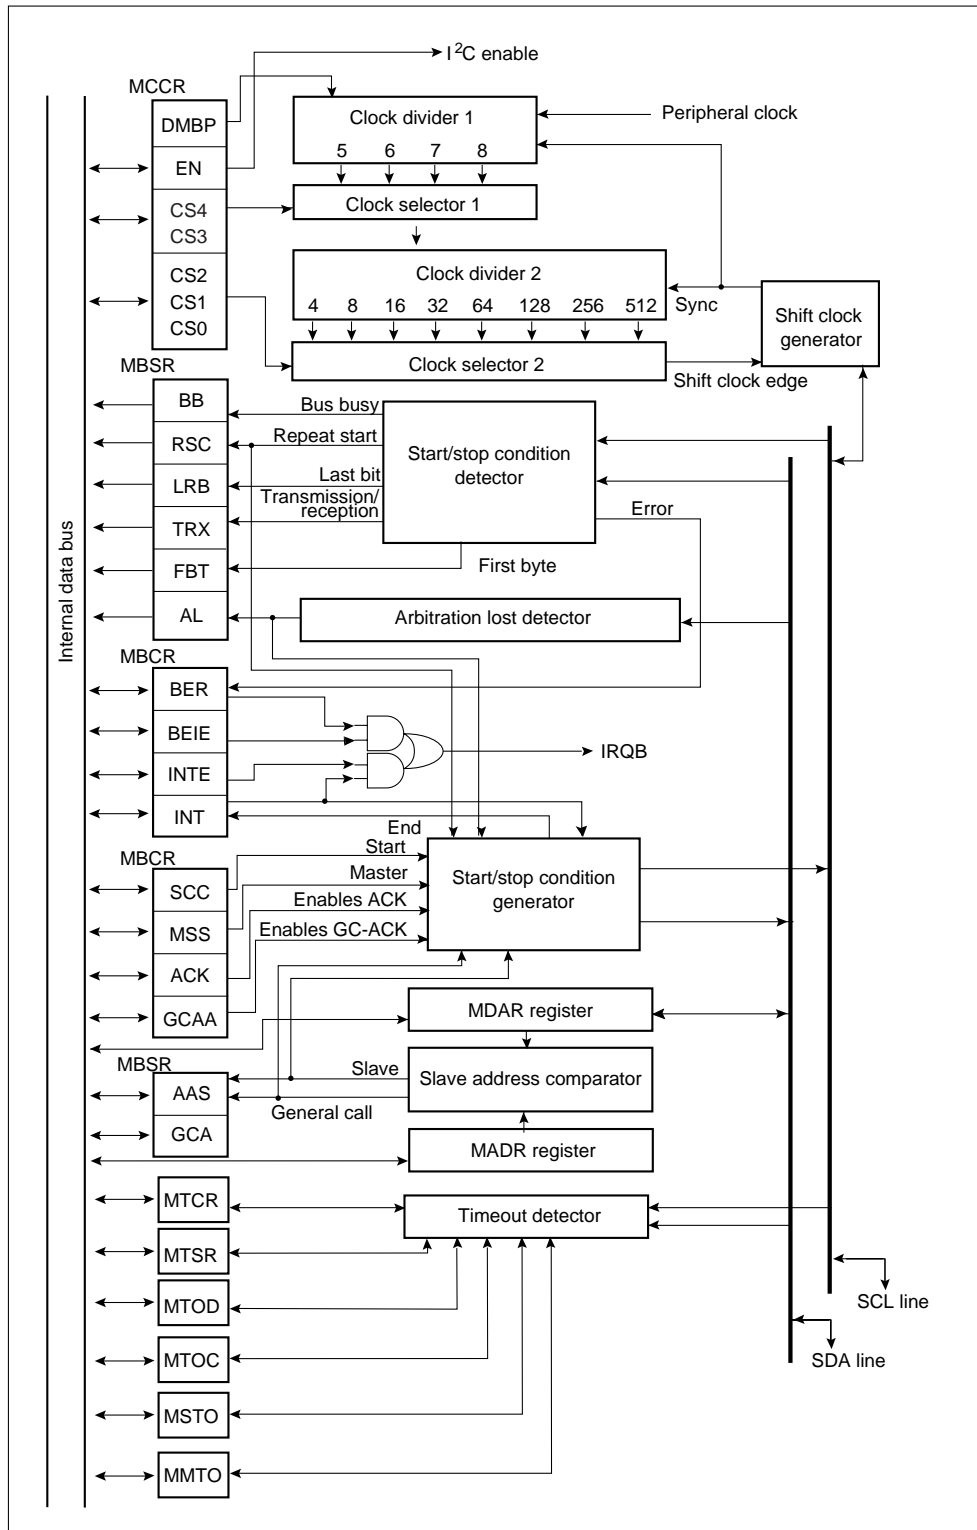 I2C enable
MCCR
DMBP
EN
CS4
CS3
CS2
CS1
CS0
Clock divider 1
5 6 7 8
Peripheral clock
Clock selector 1
Clock divider 2
4 8 16 32 64 128 256 512
Sync
Shift clock
generator
Clock selector 2
Shift clock edge
MBSR
BB
RSC
LRB
TRX
FBT
AL
Bus busy
Repeat start
Last bit
Transmission/
reception
Start/stop condition
detector
Error
First byte
Arbitration lost detector
Internal data bus
MBCR
BER
BEIE
INTE
INT
IRQB
End
MBCR
SCC
MSS
ACK
GCAA
Start
Master
Enables ACK
Enables GC-ACK
Start/stop condition
generator
MDAR register
MBSR
AAS
GCA
Slave
General call
Slave address comparator
MADR register
MTCR
Timeout detector
MTSR
MTOD
MTOC
MSTO
MMTO
SCL line
SDA line